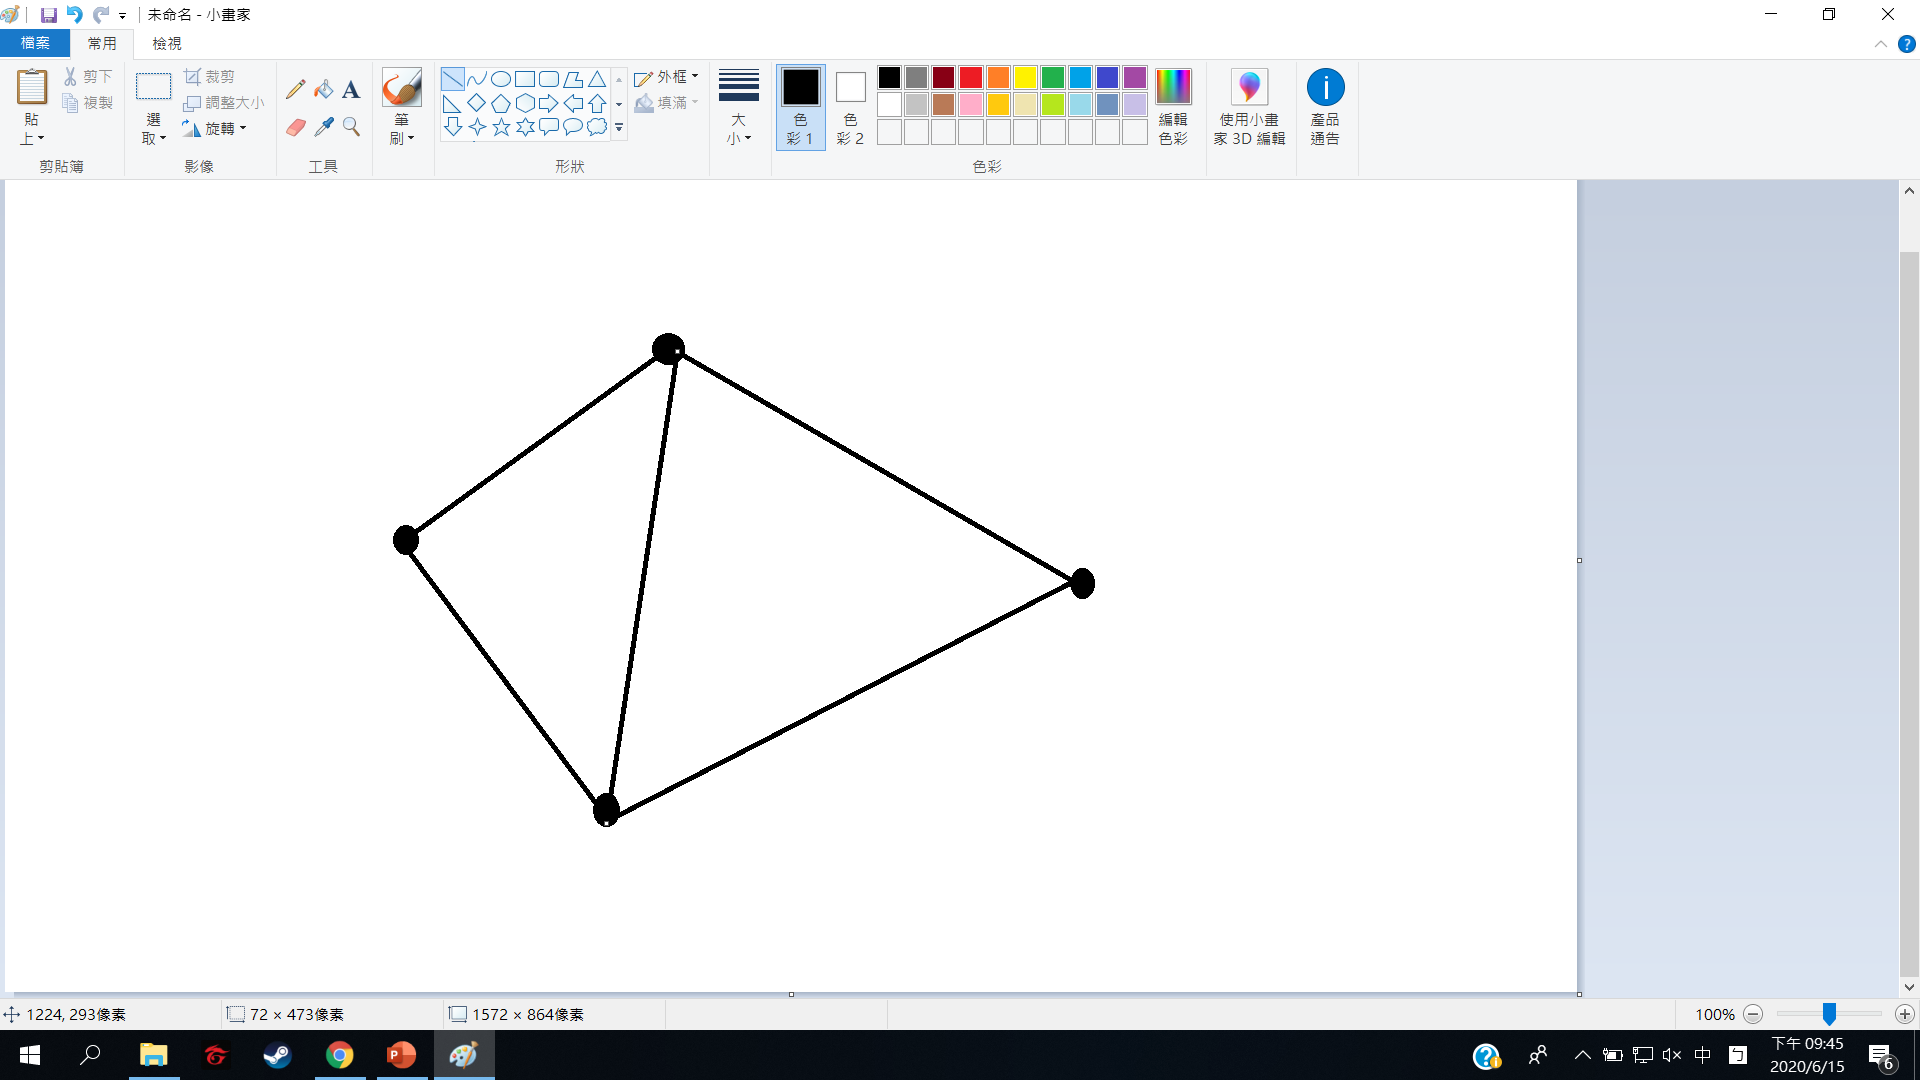 未命名 - 小畫家
檔案 常用 檢視
貼上
剪下
複製
剪貼簿
選取
裁剪
調整大小
旋轉
影像
A
工具
筆刷
外框
填滿
形狀
大小
色彩 1
色彩 2
編輯色彩
色彩
使用小畫家 3D 編輯
產品通告
1224, 293像素
72 × 473像素
1572 × 864像素
100%
中
下午 09:45
2020/6/15
6